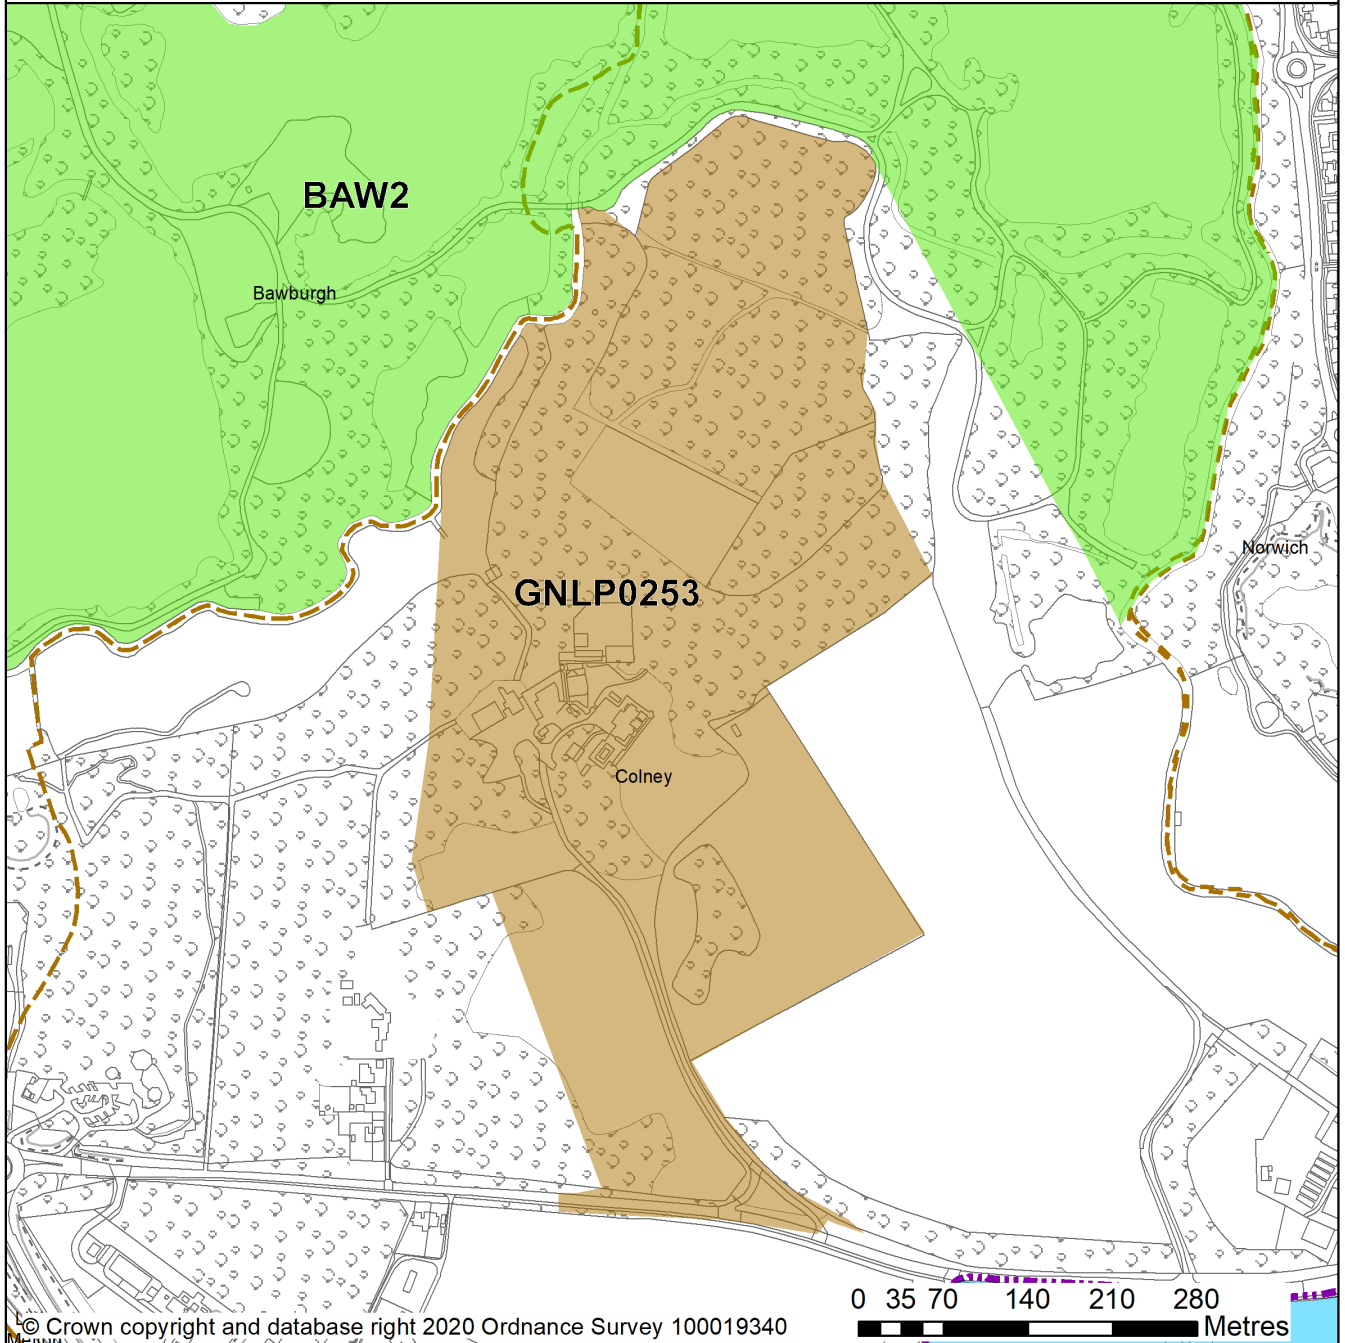 BAW2
Bawburgh
Norwich
GNLP0253
Colney
0 35 70 140 210 280
Metres
© Crown copyright and database right 2020 Ordnance Survey 100019340